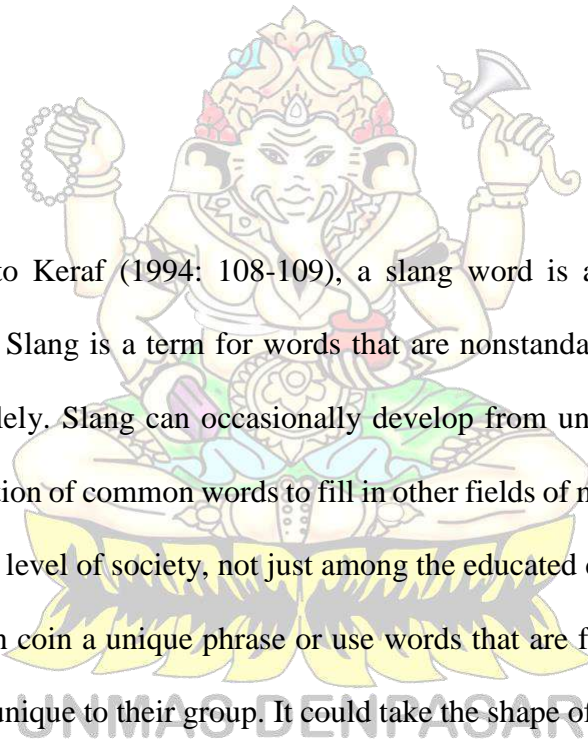 to Keraf (1994: 108-109), a slang word is a
Slang is a term for words that are nonstanda
lely. Slang can occasionally develop from un
tion of common words to fill in other fields of
level of society, not just among the educated
coin a unique phrase or use words that are f
unique to their group. It could take the shape of
UNMAS DENPASAR